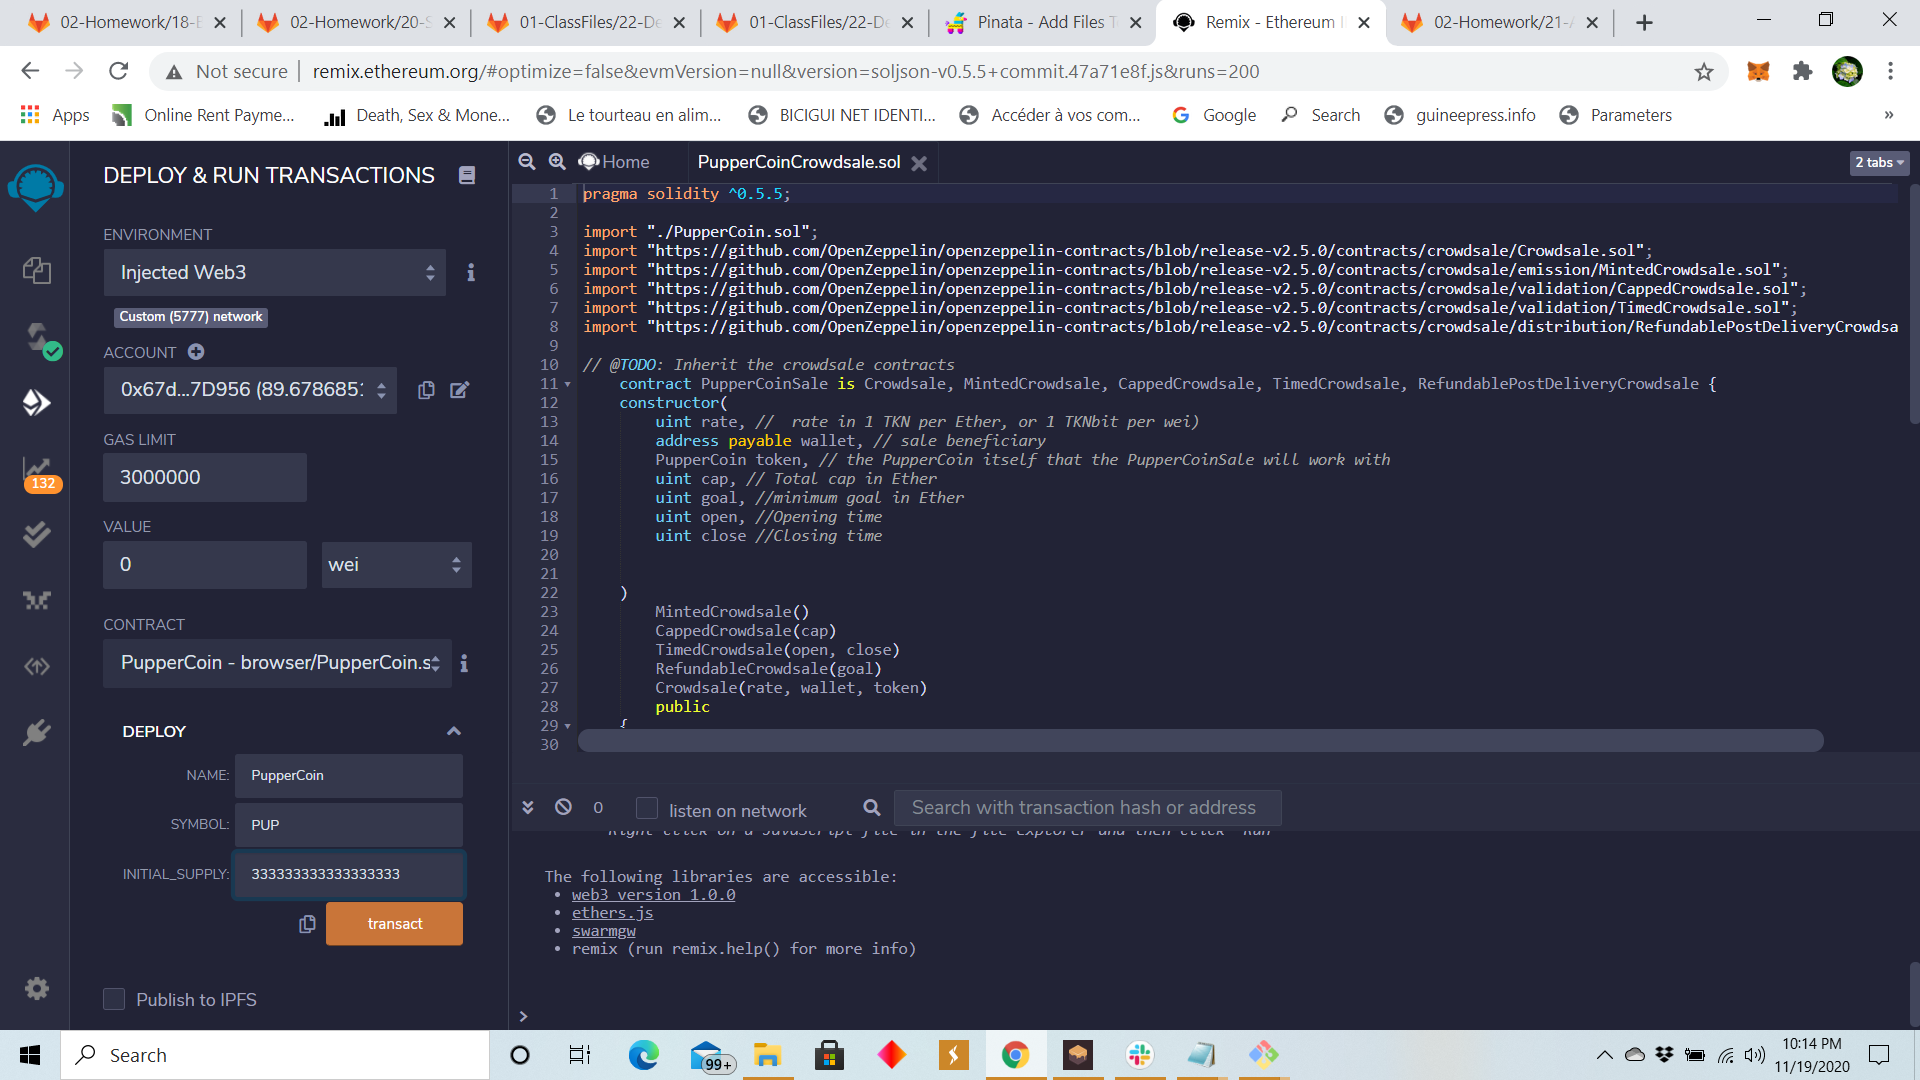 02-Homework/18-E
02-Homework/20-S
01-ClassFiles/22-De
01-ClassFiles/22-De
Pinata - Add Files T
Remix - Ethereum I
02-Homework/21-A
Not secure
remix.ethereum.org/#optimize=false&evmVersion=null&version=soljson-v0.5.5+commit.47a71e8f.js&runs=200
Apps
Online Rent Payme...
Death, Sex & Mone...
Le tourteau en alim...
BICIGUI NET IDENTI...
Accéder à vos com...
Google
Search
guineepress.info
Parameters
»
DEPLOY & RUN TRANSACTIONS
ENVIRONMENT
Injected Web3
Custom (5777) network
ACCOUNT
0x67d...7D956 (89.6786851
GAS LIMIT
3000000
VALUE
0
wei
CONTRACT
PupperCoin - browser/PupperCoin.s
DEPLOY
NAME:
PupperCoin
SYMBOL:
PUP
INITIAL_SUPPLY:
333333333333333333
transact
Publish to IPFS
132
Home
PupperCoinCrowdsale.sol
2 tabs
1 pragma solidity ^0.5.5;
2
3 import "./PupperCoin.sol";
4 import "https://github.com/OpenZeppelin/openzeppelin-contracts/blob/release-v2.5.0/contracts/crowdsale/Crowdsale.sol";
5 import "https://github.com/OpenZeppelin/openzeppelin-contracts/blob/release-v2.5.0/contracts/crowdsale/emission/MintedCrowdsale.sol";
6 import "https://github.com/OpenZeppelin/openzeppelin-contracts/blob/release-v2.5.0/contracts/crowdsale/validation/CappedCrowdsale.sol";
7 import "https://github.com/OpenZeppelin/openzeppelin-contracts/blob/release-v2.5.0/contracts/crowdsale/validation/TimedCrowdsale.sol";
8 import "https://github.com/OpenZeppelin/openzeppelin-contracts/blob/release-v2.5.0/contracts/crowdsale/distribution/RefundablePostDeliveryCrowdsa
9
10 // @TODO: Inherit the crowdsale contracts
11 contract PupperCoinSale is Crowdsale, MintedCrowdsale, CappedCrowdsale, TimedCrowdsale, RefundablePostDeliveryCrowdsale {
12 constructor(
13 uint rate, // rate in 1 TKN per Ether, or 1 TKNbit per wei)
14 address payable wallet, // sale beneficiary
15 PupperCoin token, // the PupperCoin itself that the PupperCoinSale will work with
16 uint cap, // Total cap in Ether
17 uint goal, //minimum goal in Ether
18 uint open, //Opening time
19 uint close //Closing time
20
21
22 )
23 MintedCrowdsale()
24 CappedCrowdsale(cap)
25 TimedCrowdsale(open, close)
26 RefundableCrowdsale(goal)
27 Crowdsale(rate, wallet, token)
28 public
29 {
30
0
listen on network
Search with transaction hash or address
Right click on a JavaScript file in the file explorer and then click `Run`
The following libraries are accessible:
• web3 version 1.0.0
• ethers.js
• swarmgw
• remix (run remix.help() for more info)
>
Search
99+
10:14 PM
11/19/2020